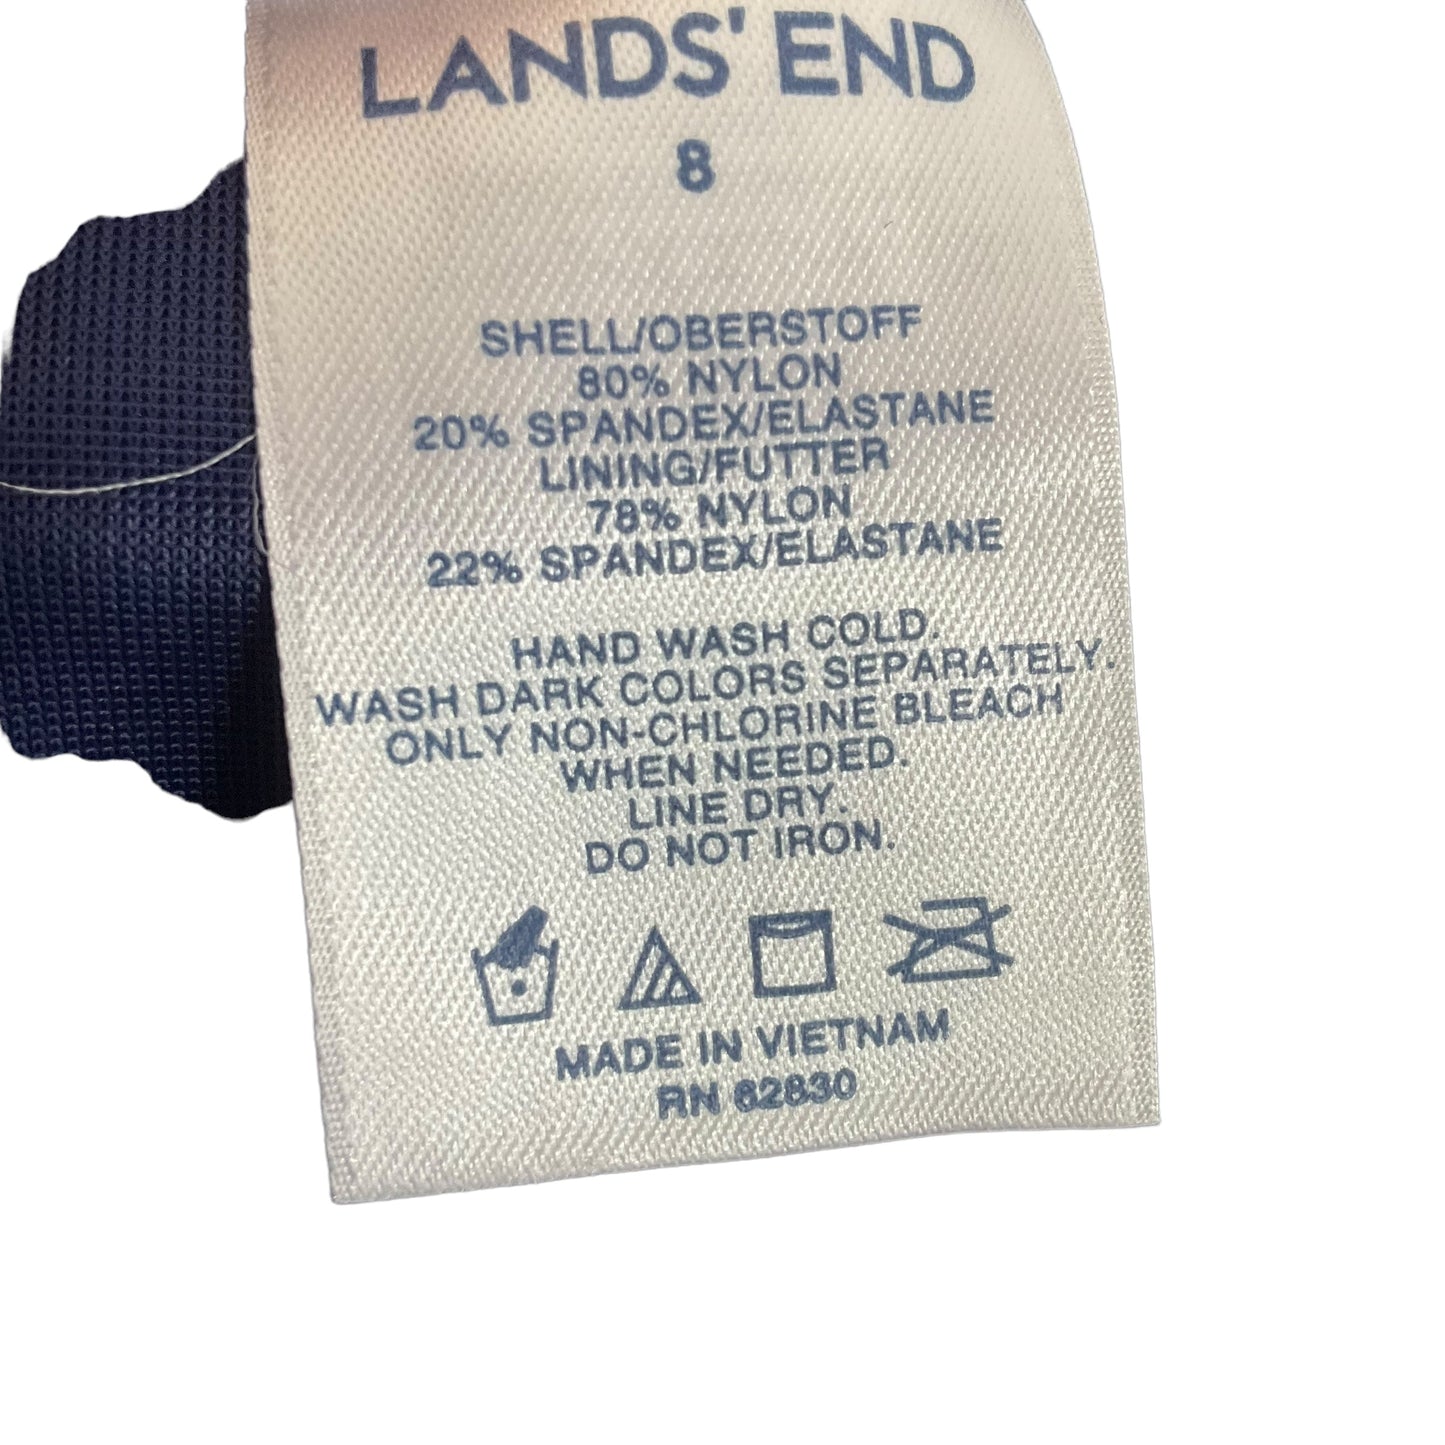 LANDS' END
8
SHELL/OBERSTOFF
80% NYLON
20% SPANDEX/ELASTANE
LINING/FUTTER
78% NYLON
22% SPANDEX/ELASTANE
HAND WASH COLD.
WASH DARK COLORS SEPARATELY.
ONLY NON-CHLORINE BLEACH
WHEN NEEDED.
LINE DRY.
DO NOT IRON.
MADE IN VIETNAM
RN 62830